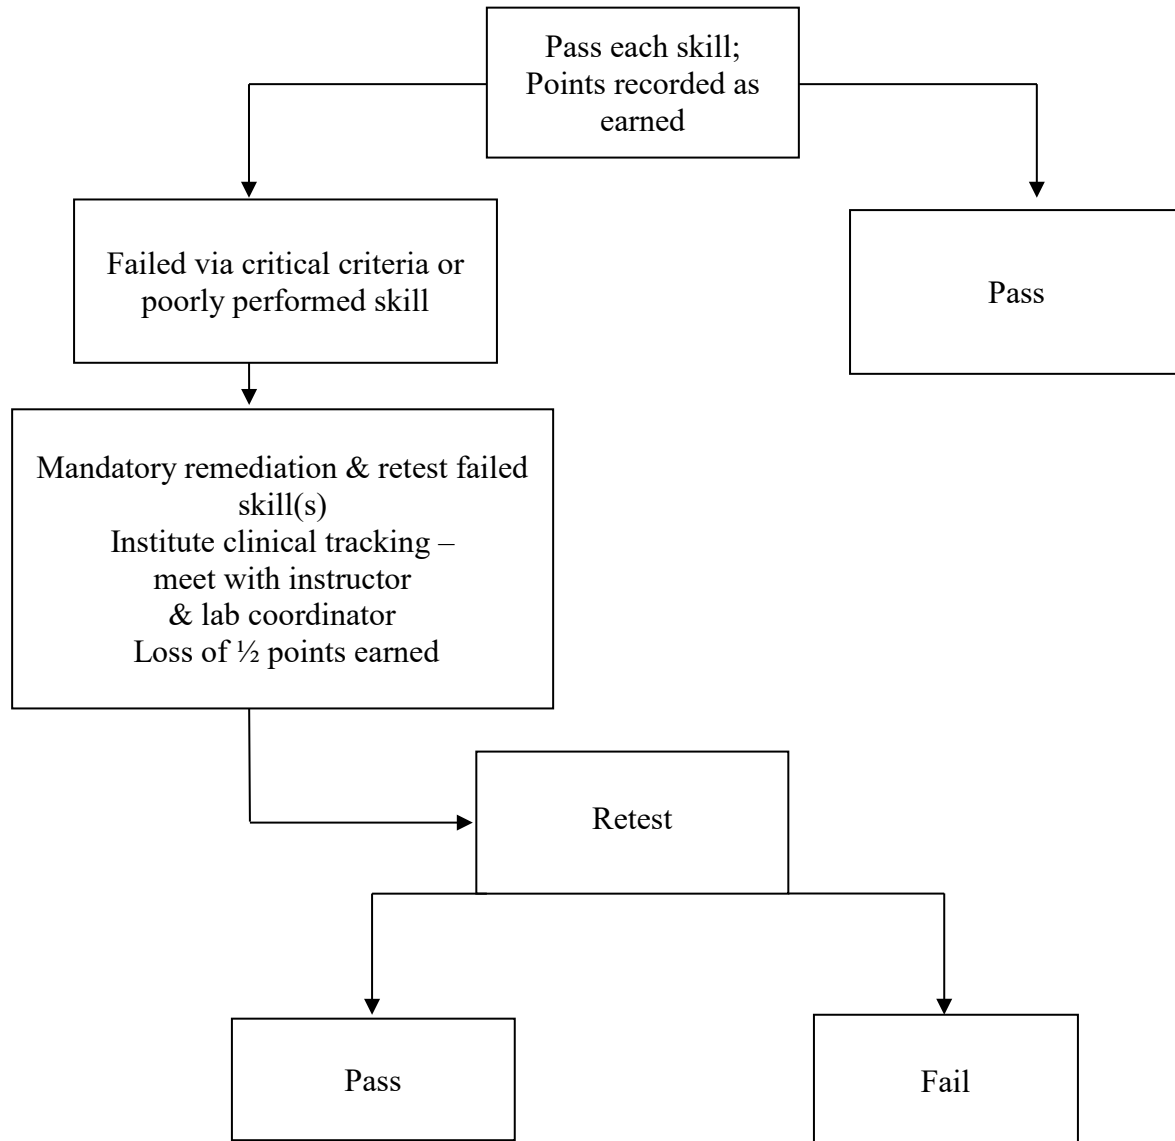 Pass each skill;
Points recorded as
earned
Failed via critical criteria or
poorly performed skill
Pass
Mandatory remediation & retest failed
skill(s)
Institute clinical tracking –
meet with instructor
& lab coordinator
Loss of ½ points earned
Retest
Pass
Fail